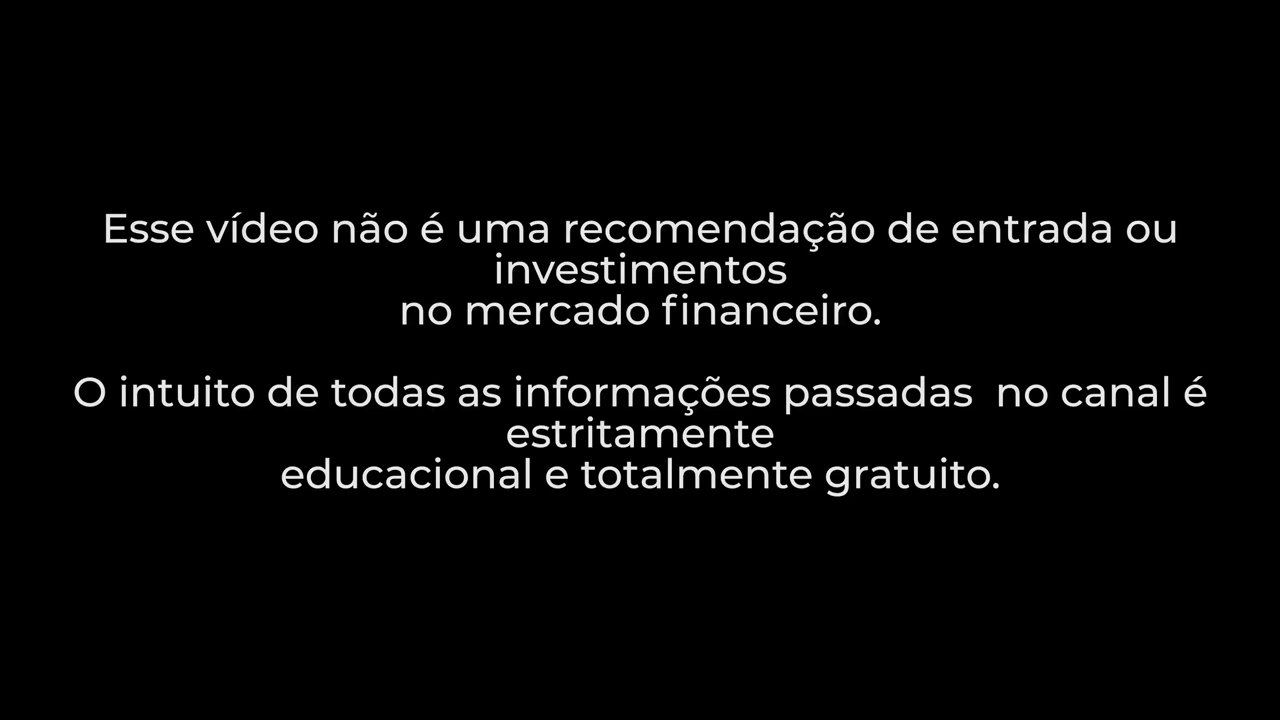 Esse vídeo não é uma recomendação de entrada ou
investimentos
no mercado financeiro.
O intuito de todas as informações passadas  no canal é
estritamente
educacional e totalmente gratuito.